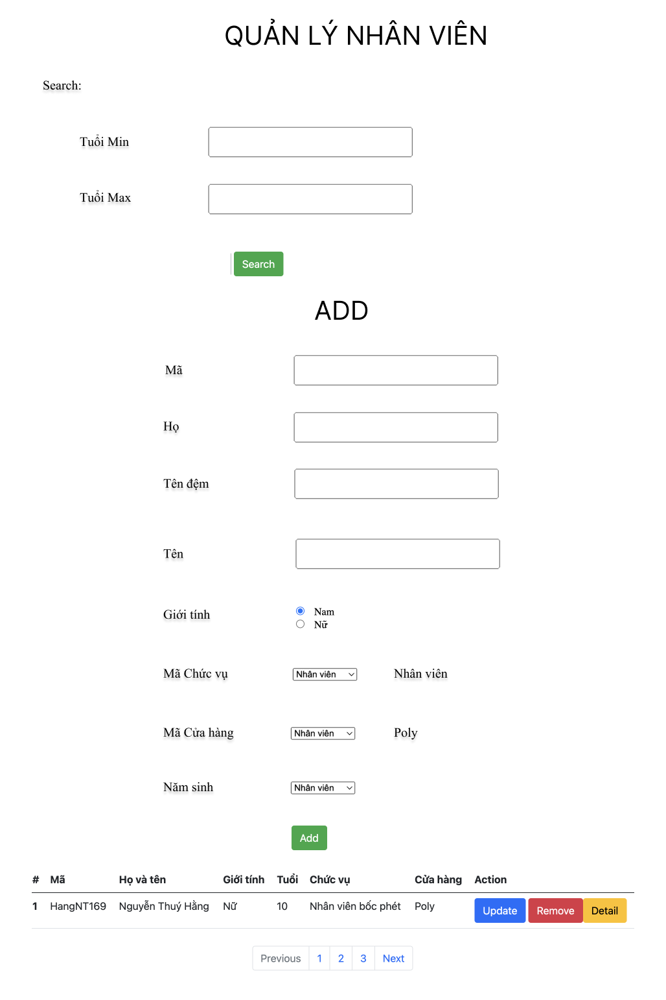 QUẢN LÝ NHÂN VIÊN
Search:
Tuổi Min
Tuổi Max
Search
ADD
Mã
Họ
Tên đệm
Tên
Giới tính
Nam
Nữ
Mã Chức vụ Nhân viên Nhân viên
Mã Cửa hàng Nhân viên Poly
Năm sinh Nhân viên
Add
# Mã Họ và tên Giới tính Tuổi Chức vụ Cửa hàng Action
1 HangNT169 Nguyễn Thuý Hằng Nữ 10 Nhân viên bốc phét Poly Update Remove Detail
Previous 1 2 3 Next